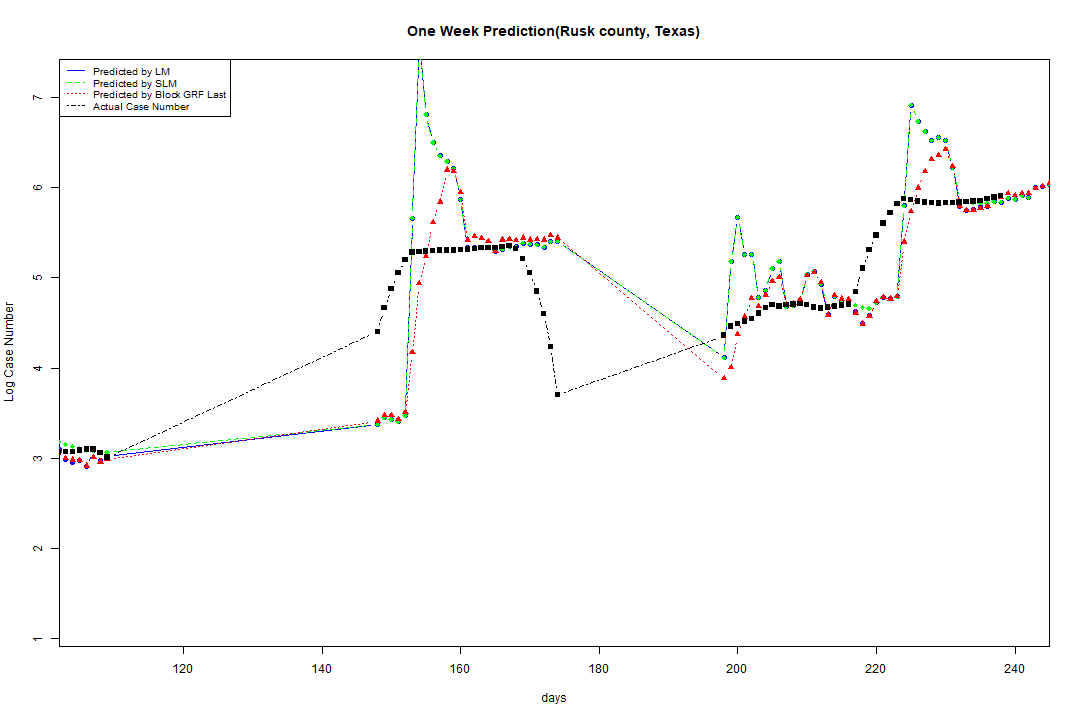 One Week Prediction(Rusk county, Texas)
Predicted by LM
Predicted by SLM
Predicted by Block GRF Last
Actual Case Number
7
6
5
4
3
2
1
Log Case Number
120 140 160 180 200 220 240
days